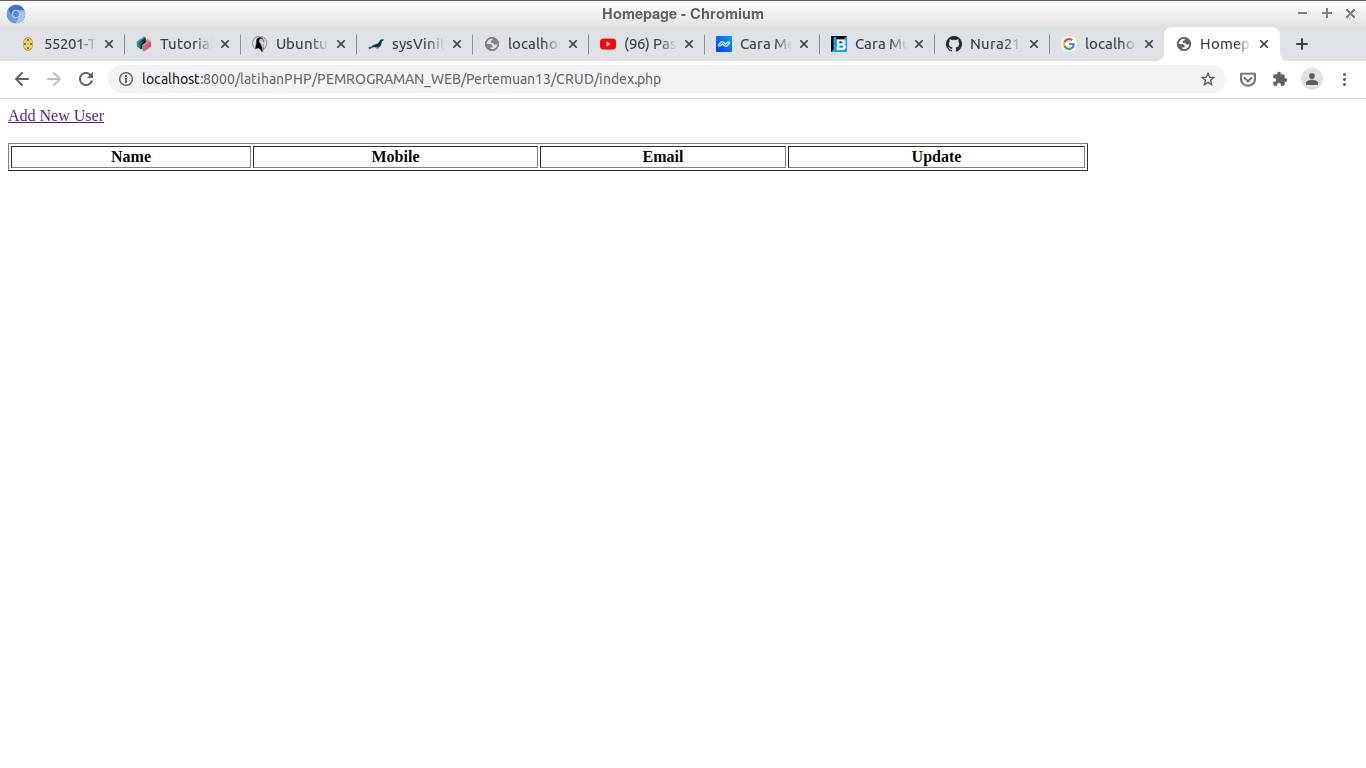 Homepage - Chromium
55201-T Tutorial Ubuntu sysVinit localho (96) Pas Cara Me Cara Mu Nura21 localho Homep
localhost:8000/latihanPHP/PEMROGRAMAN_WEB/Pertemuan13/CRUD/index.php
Add New User
Name Mobile Email Update